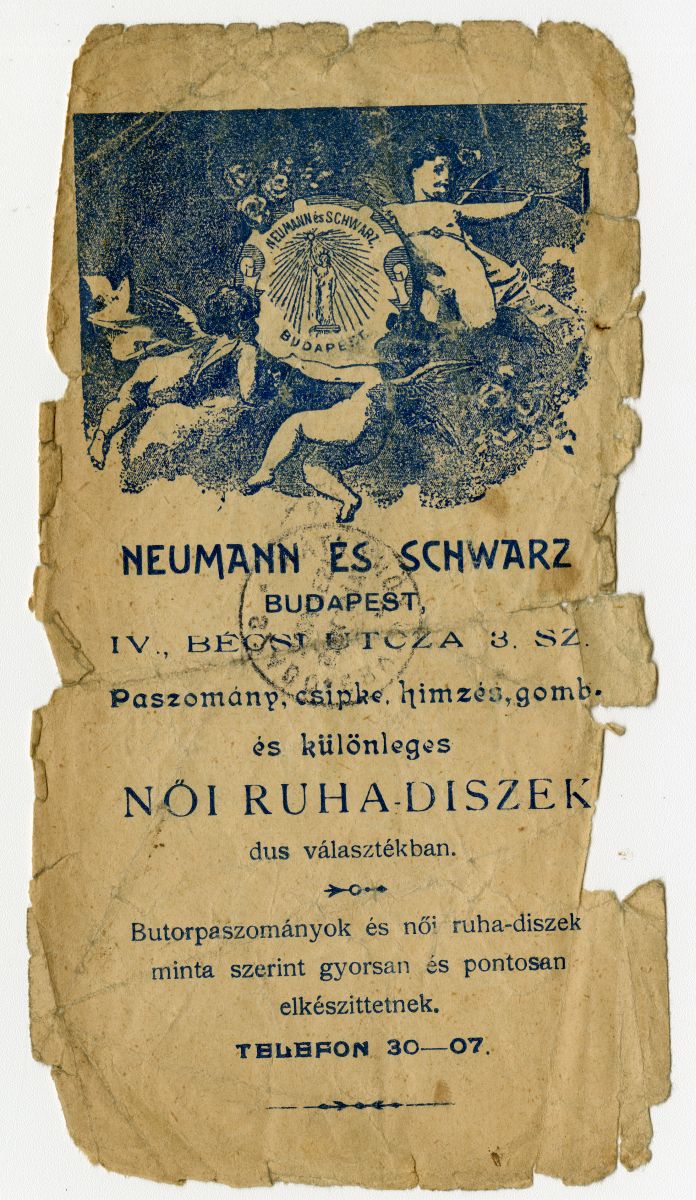 NEUMANN és SCHWARZ.
BUDAPEST.
NEUMANN ÉS SCHWARZ
BUDAPEST,
IV., BÉCSI UTCZA 3. SZ.
Paszomány, csipke, himzés, gomb-
és különleges
NŐI RUHA-DISZEK
dus választékban.
Butorpaszományok és női ruha-diszek
minta szerint gyorsan és pontosan
elkészittetnek.
TELEFON 30—07.